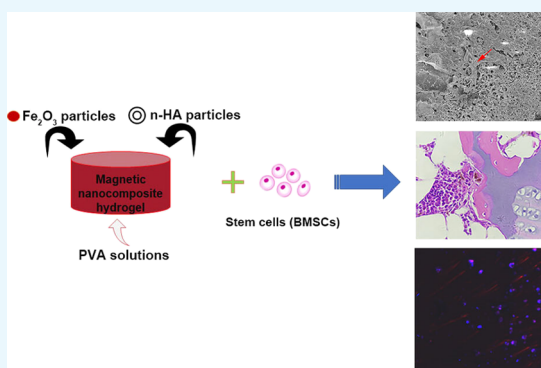 Fe₂O₃ particles
n-HA particles
Magnetic
nanocomposite
hydrogel
PVA solutions
Stem cells (BMSCs)